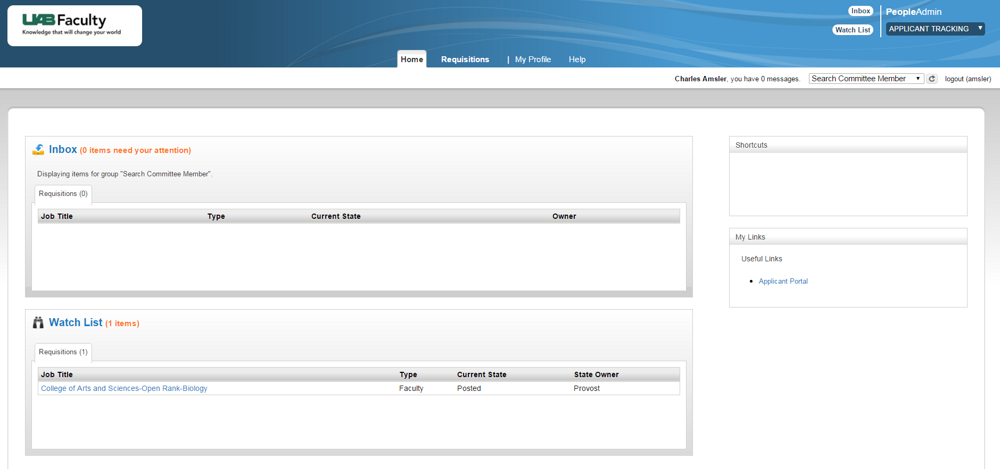 UAB Faculty
Knowledge that will change your world
Inbox
PeopleAdmin
Watch List
APPLICANT TRACKING
Home Requisitions | My Profile Help
Charles Amsler, you have 0 messages. Search Committee Member logout (amsler)
Inbox (0 items need your attention)
Displaying items for group "Search Committee Member".
Requisitions (0)
Job Title Type Current State Owner
Shortcuts
My Links
Useful Links
Applicant Portal
Watch List (1 items)
Requisitions (1)
Job Title Type Current State State Owner
College of Arts and Sciences-Open Rank-Biology Faculty Posted Provost